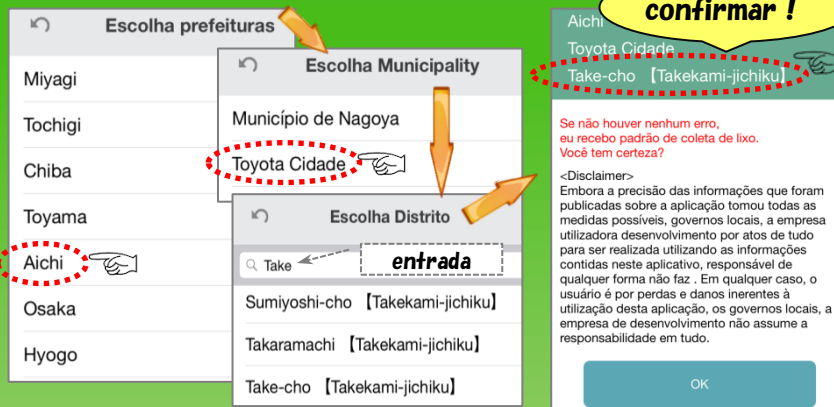 Escolha prefeituras
Miyagi
Tochigi
Chiba
Toyama
Aichi
Osaka
Hyogo
Escolha Municipality
Município de Nagoya
Toyota Cidade
Escolha Distrito
Take
entrada
Sumiyoshi-cho 【Takekami-jichiku】
Takaramachi 【Takekami-jichiku】
Take-cho 【Takekami-jichiku】
confirmar !
Aichi
Toyota Cidade
Take-cho 【Takekami-jichiku】
Se não houver nenhum erro,
eu recebo padrão de coleta de lixo.
Você tem certeza?
<Disclaimer>
Embora a precisão das informações que foram
publicadas sobre a aplicação tomou todas as
medidas possíveis, governos locais, a empresa
utilizadora desenvolvimento por atos de tudo
para ser realizada utilizando as informações
contidas neste aplicativo, responsável de
qualquer forma não faz . Em qualquer caso, o
usuário é por perdas e danos inerentes à
utilização desta aplicação, os governos locais, a
empresa de desenvolvimento não assume a
responsabilidade em tudo.
OK